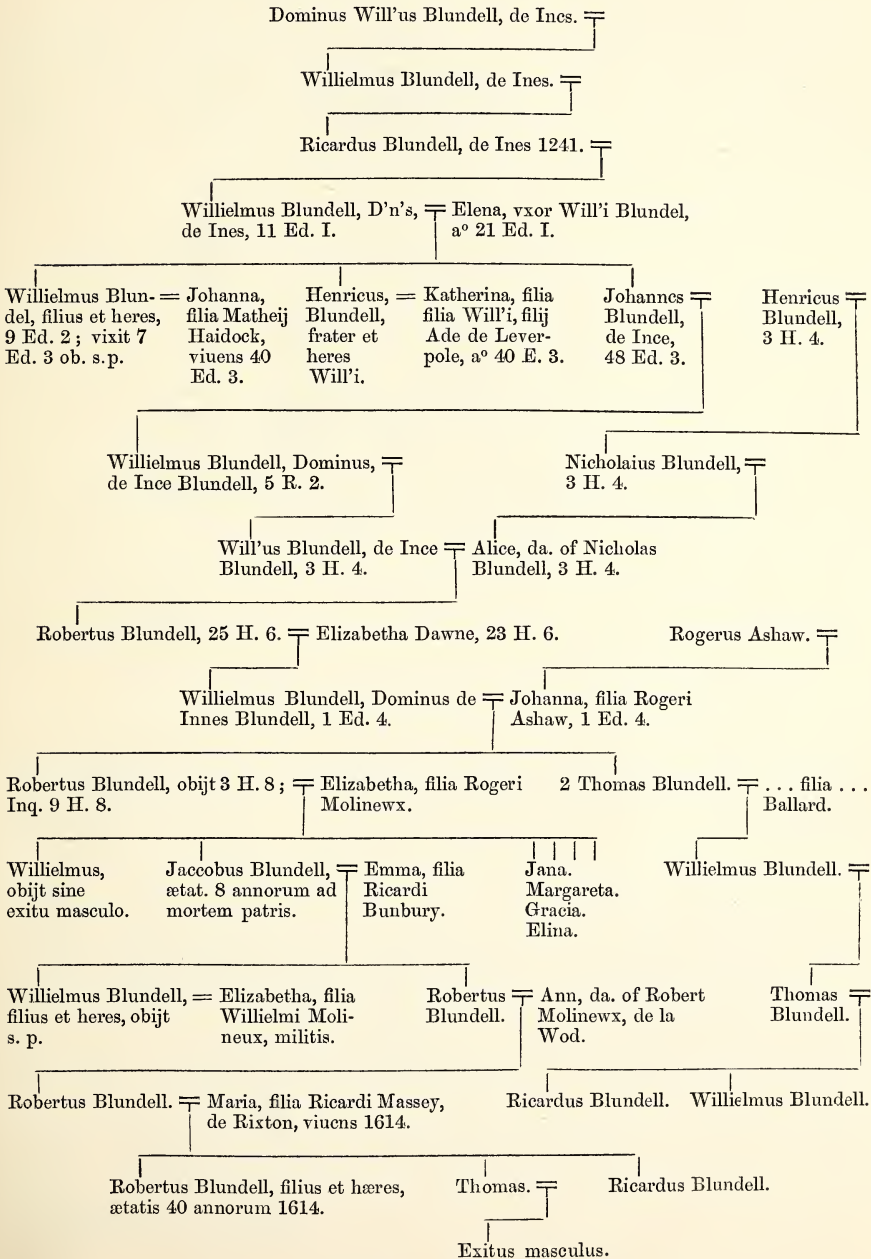 Dominus Will'us Blundell, de Incs.
Willielmus Blundell, de Ines.
Ricardus Blundell, de Ines 1241.
Willielmus Blundell, D'n's,
de Ines, 11 Ed. I.
Elena, vxor Will'i Blundel,
aº 21 Ed. I.
Willielmus Blun-
del, filius et heres,
9 Ed. 2; vixit 7
Ed. 3 ob. s.p.
=
Johanna,
filia Matheij
Haidock,
viuens 40
Ed. 3.
Henricus,
Blundell,
frater et
heres
Will'i.
=
Katherina, filia
filia Will'i, filij
Ade de Lever-
pole, aº 40 E. 3.
Johannes
Blundell,
de Ince,
48 Ed. 3.
Henricus
Blundell,
3 H. 4.
Willielmus Blundell, Dominus,
de Ince Blundell, 5 R. 2.
Nicholaius Blundell,
3 H. 4.
Will'us Blundell, de Ince
Blundell, 3 H. 4.
Alice, da. of Nicholas
Blundell, 3 H. 4.
Robertus Blundell, 25 H. 6.
Elizabetha Dawne, 23 H. 6.
Rogerus Ashaw.
Willielmus Blundell, Dominus de
Innes Blundell, 1 Ed. 4.
Johanna, filia Rogeri
Ashaw, 1 Ed. 4.
Robertus Blundell, obijt 3 H. 8;
Inq. 9 H. 8.
Elizabetha, filia Rogeri
Molinewx.
2 Thomas Blundell.
. . . filia . . .
Ballard.
Willielmus,
obijt sine
exitu masculo.
Jaccobus Blundell,
ætat. 8 annorum ad
mortem patris.
Emma, filia
Ricardi
Bunbury.
Jana.
Margareta.
Gracia.
Elina.
Willielmus Blundell.
Willielmus Blundell,
filius et heres, obijt
s. p.
=
Elizabetha, filia
Willielmi Moli-
neux, militis.
Robertus
Blundell.
Ann, da. of Robert
Molinewx, de la
Wod.
Thomas
Blundell.
Robertus Blundell.
Maria, filia Ricardi Massey,
de Rixton, viuens 1614.
Ricardus Blundell.
Willielmus Blundell.
Robertus Blundell, filius et hæres,
ætatis 40 annorum 1614.
Thomas.
Ricardus Blundell.
Exitus masculus.